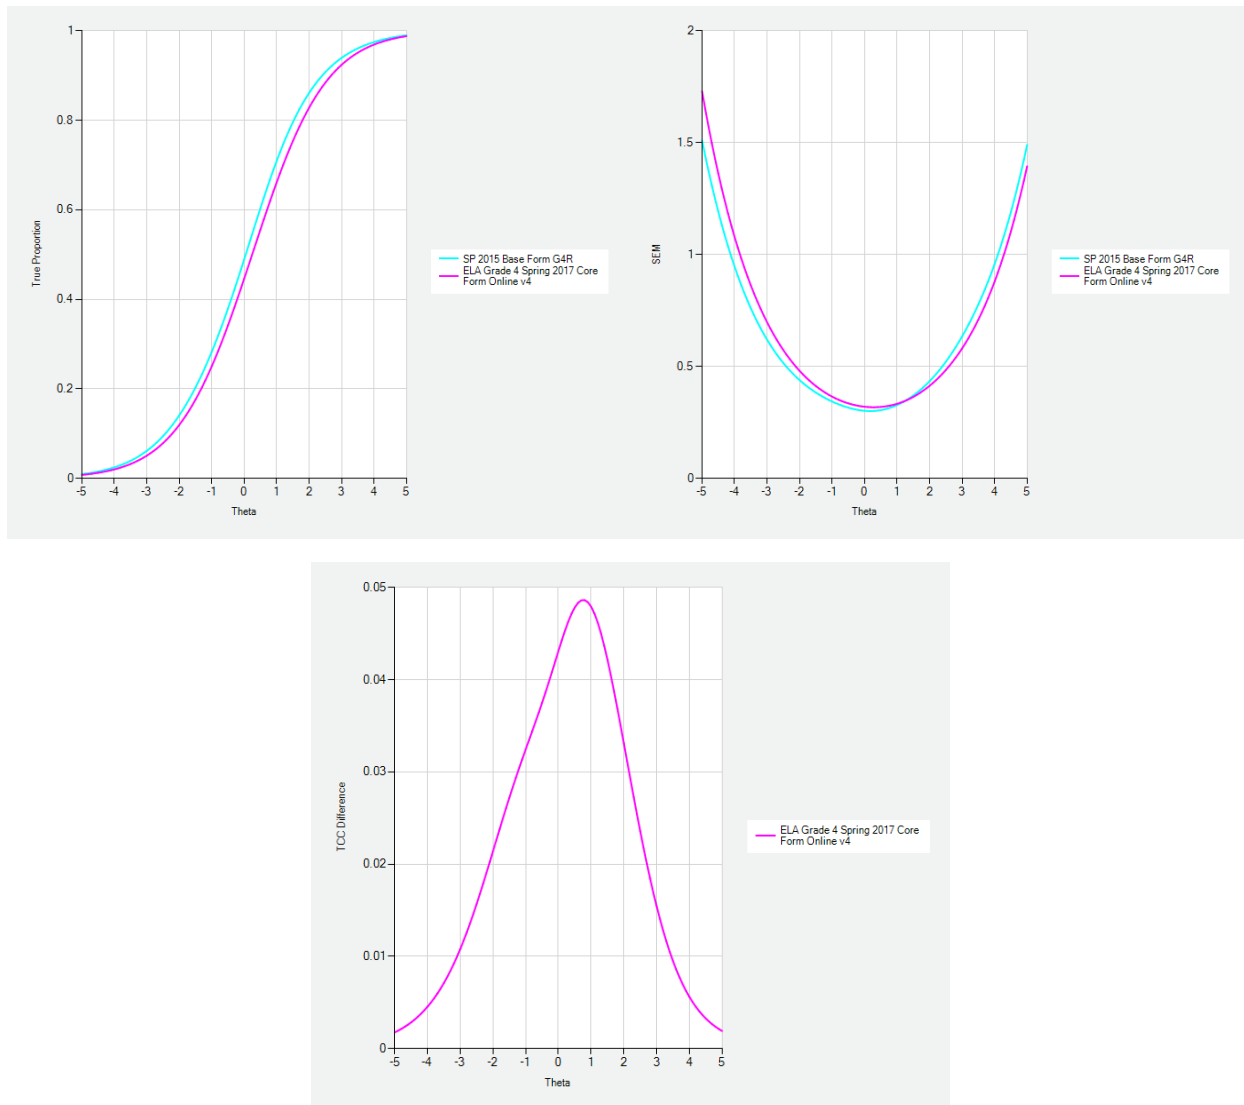 1
0.8
0.6
0.4
0.2
0
True Proportion
-5 -4 -3 -2 -1 0 1 2 3 4 5
Theta
SP 2015 Base Form G4R
ELA Grade 4 Spring 2017 Core
Form Online v4
2
1.5
1
0.5
0
SEM
-5 -4 -3 -2 -1 0 1 2 3 4 5
Theta
SP 2015 Base Form G4R
ELA Grade 4 Spring 2017 Core
Form Online v4
0.05
0.04
0.03
0.02
0.01
0
TCC Difference
-5 -4 -3 -2 -1 0 1 2 3 4 5
Theta
ELA Grade 4 Spring 2017 Core
Form Online v4